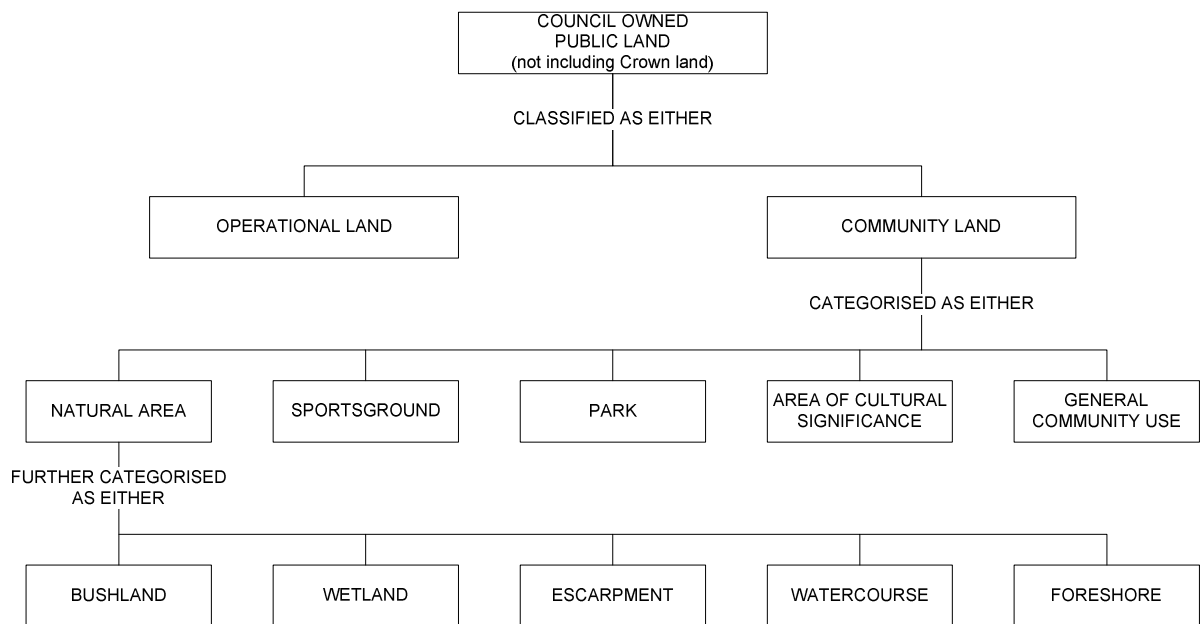 COUNCIL OWNED
PUBLIC LAND
(not including Crown land)
CLASSIFIED AS EITHER
OPERATIONAL LAND
COMMUNITY LAND
CATEGORISED AS EITHER
NATURAL AREA
SPORTSGROUND
PARK
AREA OF CULTURAL
SIGNIFICANCE
GENERAL
COMMUNITY USE
FURTHER CATEGORISED
AS EITHER
BUSHLAND
WETLAND
ESCARPMENT
WATERCOURSE
FORESHORE